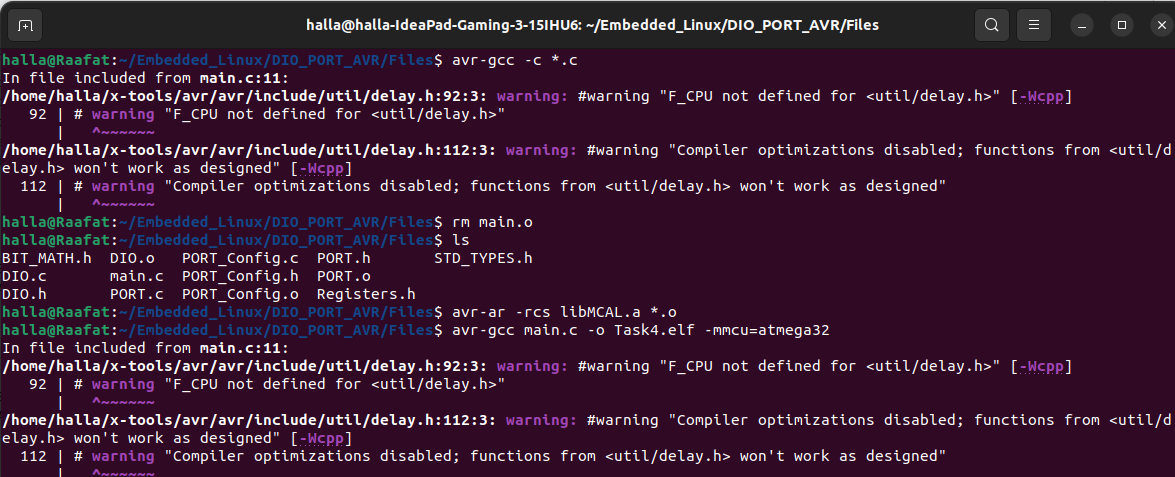 halla@halla-IdeaPad-Gaming-3-15IHU6: ~/Embedded_Linux/DIO_PORT_AVR/Files
halla@Raafat:~/Embedded_Linux/DIO_PORT_AVR/Files$ avr-gcc -c *.c
In file included from main.c:11:
/home/halla/x-tools/avr/avr/include/util/delay.h:92:3: warning: #warning "F_CPU not defined for <util/delay.h>" [-Wcpp]
   92 | # warning "F_CPU not defined for <util/delay.h>"
      |   ^~~~~~~
/home/halla/x-tools/avr/avr/include/util/delay.h:112:3: warning: #warning "Compiler optimizations disabled; functions from <util/d
elay.h> won't work as designed" [-Wcpp]
  112 | # warning "Compiler optimizations disabled; functions from <util/delay.h> won't work as designed"
      |   ^~~~~~~
halla@Raafat:~/Embedded_Linux/DIO_PORT_AVR/Files$ rm main.o
halla@Raafat:~/Embedded_Linux/DIO_PORT_AVR/Files$ ls
BIT_MATH.h  DIO.o   PORT_Config.c  PORT.h       STD_TYPES.h
DIO.c       main.c  PORT_Config.h  PORT.o
DIO.h       PORT.c  PORT_Config.o  Registers.h
halla@Raafat:~/Embedded_Linux/DIO_PORT_AVR/Files$ avr-ar -rcs libMCAL.a *.o
halla@Raafat:~/Embedded_Linux/DIO_PORT_AVR/Files$ avr-gcc main.c -o Task4.elf -mmcu=atmega32
In file included from main.c:11:
/home/halla/x-tools/avr/avr/include/util/delay.h:92:3: warning: #warning "F_CPU not defined for <util/delay.h>" [-Wcpp]
   92 | # warning "F_CPU not defined for <util/delay.h>"
      |   ^~~~~~~
/home/halla/x-tools/avr/avr/include/util/delay.h:112:3: warning: #warning "Compiler optimizations disabled; functions from <util/d
elay.h> won't work as designed" [-Wcpp]
  112 | # warning "Compiler optimizations disabled; functions from <util/delay.h> won't work as designed"
      |   ^~~~~~~